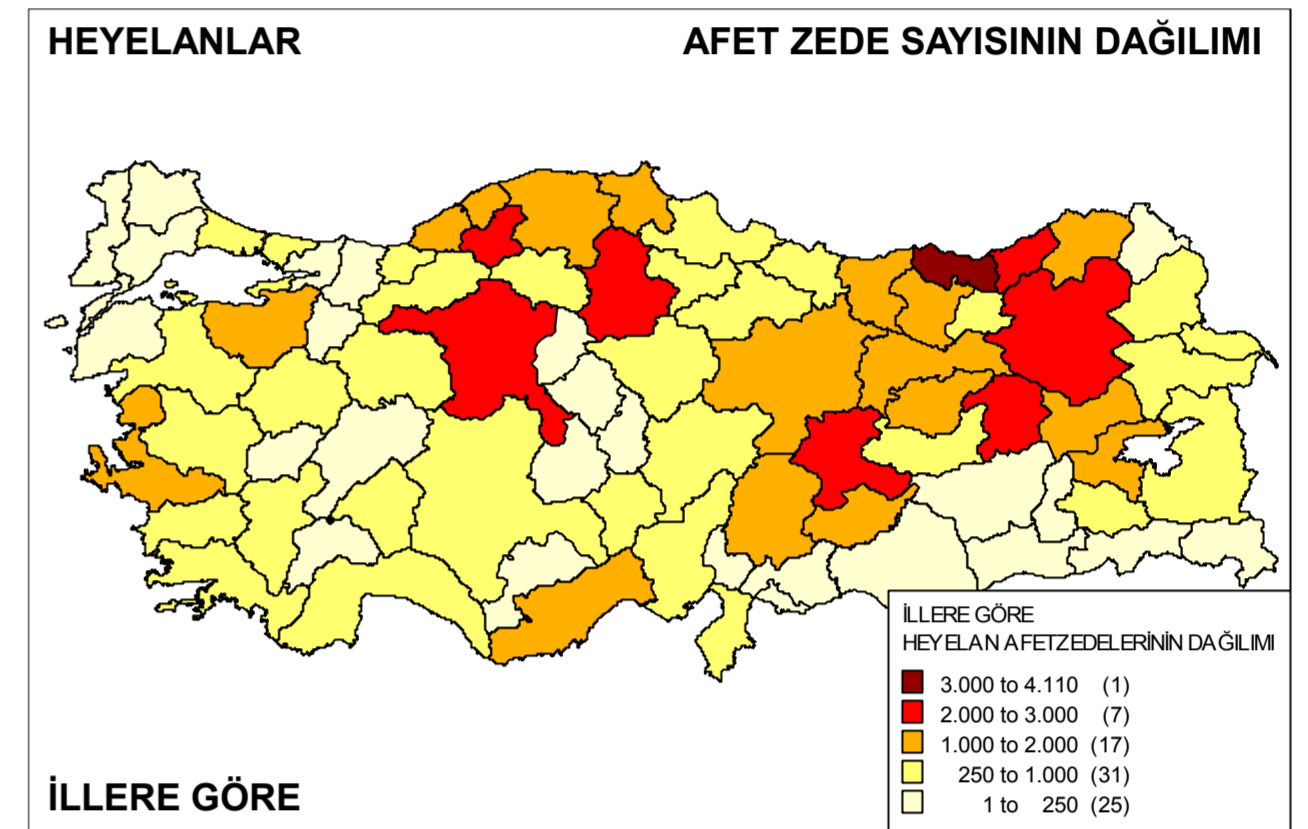 HEYELANLAR
AFET ZEDE SAYISININ DAĞILIMI
İLLERE GÖRE
HEYELAN AFETZEDELERİNİN DAĞILIMI
3.000 to 4.110 (1)
2.000 to 3.000 (7)
1.000 to 2.000 (17)
250 to 1.000 (31)
1 to 250 (25)
İLLERE GÖRE